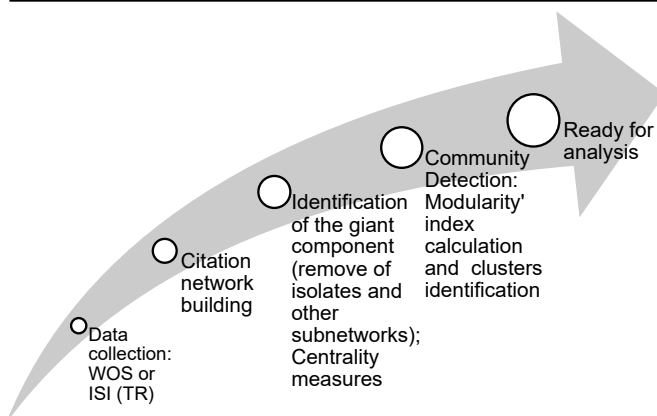 Data
collection:
WOS or
ISI (TR)
Citation
network
building
Identification
of the giant
component
(remove of
isolates and
other
subnetworks);
Centrality
measures
Community
Detection:
Modularity'
index
calculation
and clusters
identification
Ready for
analysis